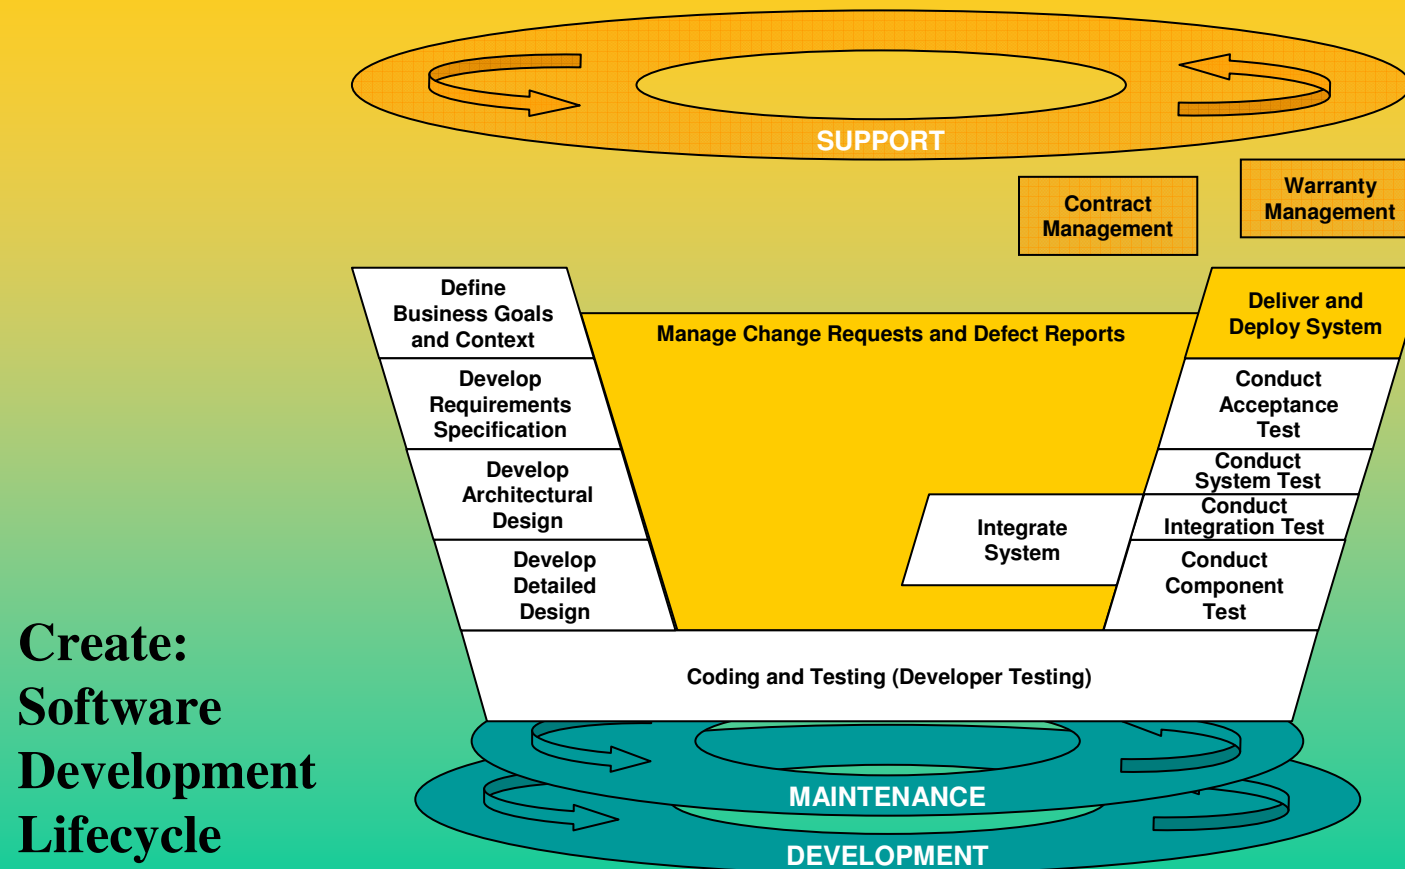 SUPPORT
Contract
Management
Warranty
Management
Define
Business Goals
and Context
Manage Change Requests and Defect Reports
Deliver and
Deploy System
Develop
Requirements
Specification
Conduct
Acceptance
Test
Develop
Architectural
Design
Conduct
System Test
Integrate
System
Conduct
Integration Test
Develop
Detailed
Design
Conduct
Component
Test
Coding and Testing (Developer Testing)
MAINTENANCE
DEVELOPMENT
Create:
Software
Development
Lifecycle